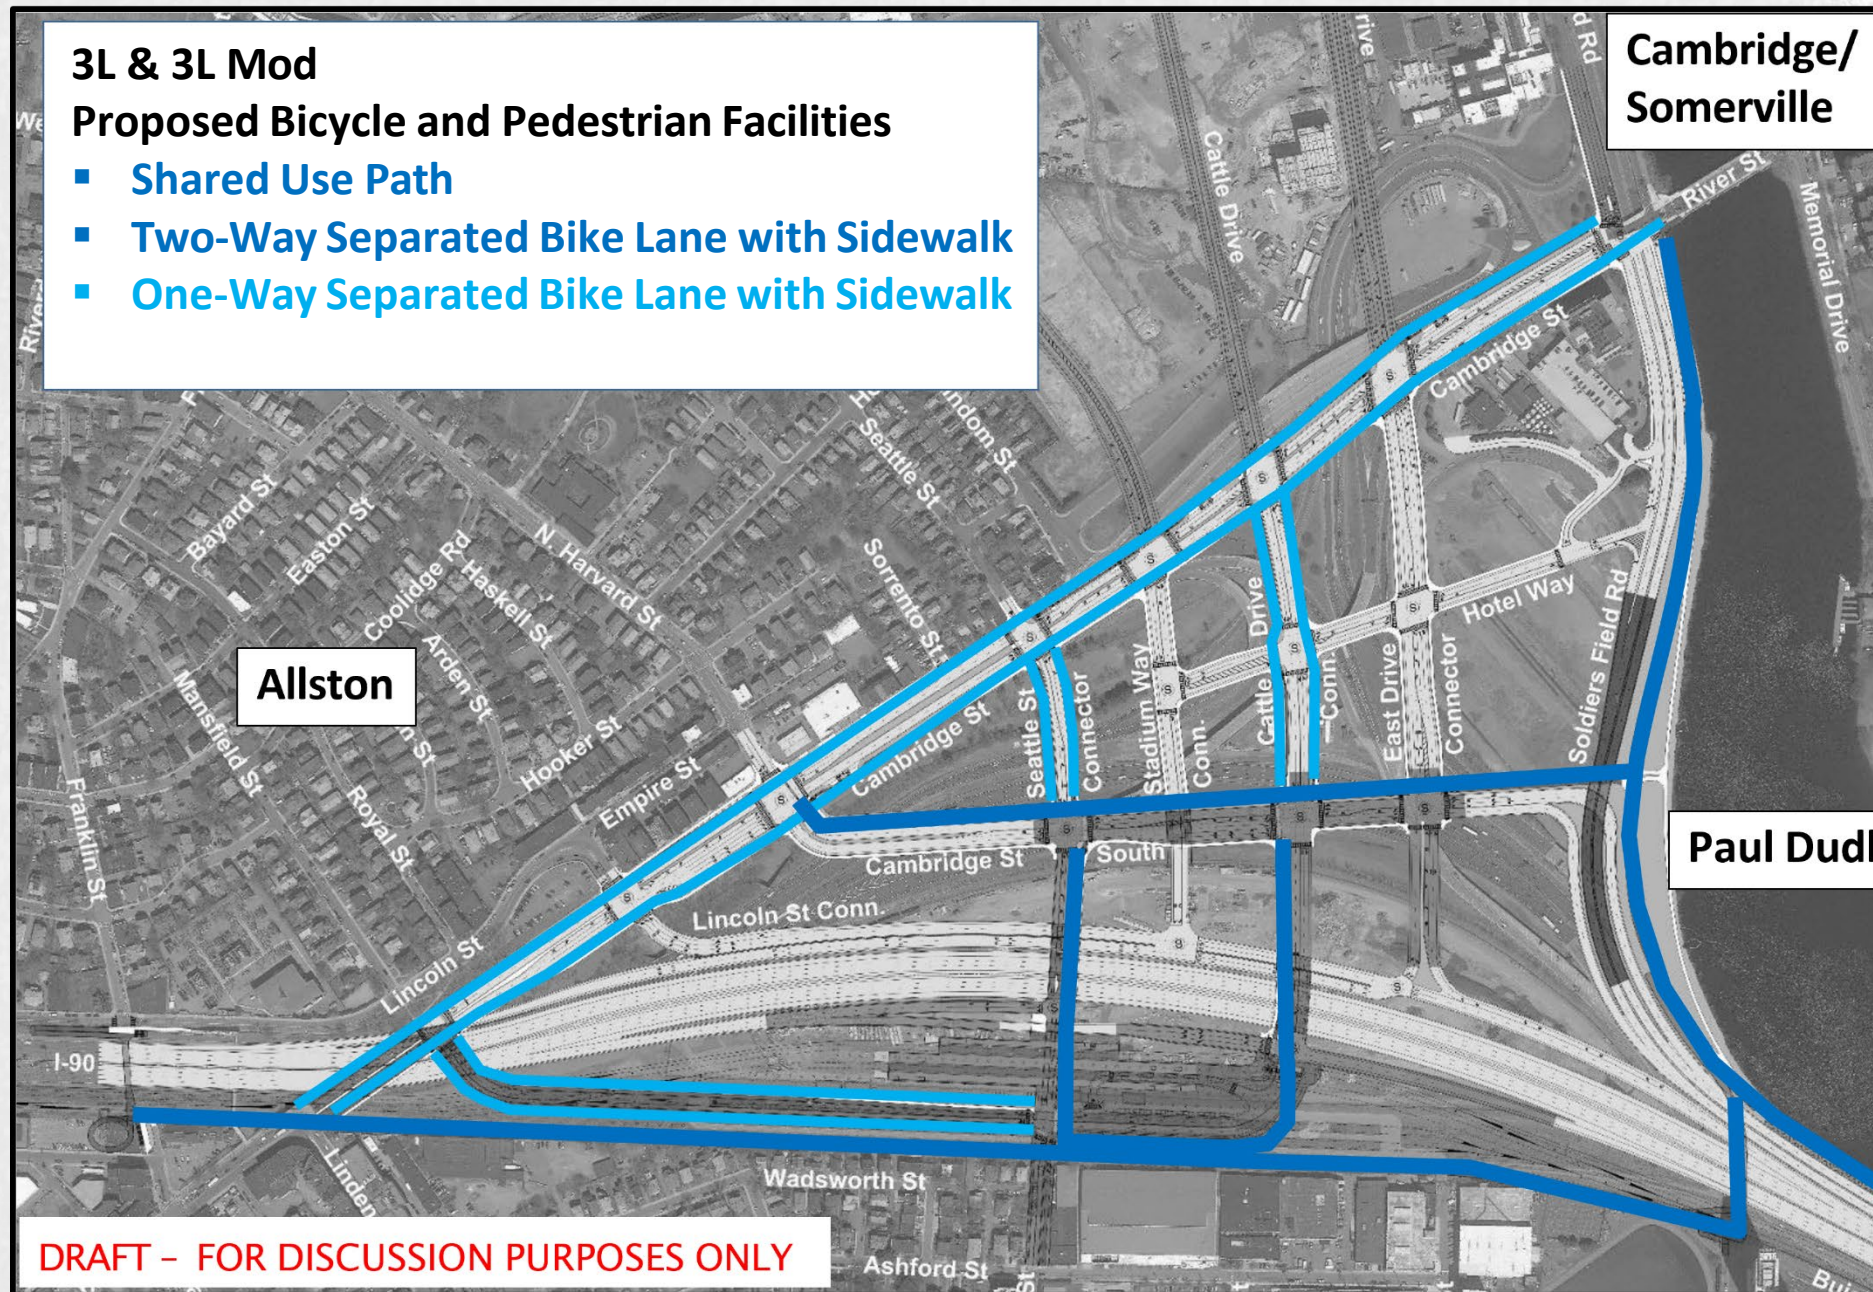 3L & 3L Mod
Proposed Bicycle and Pedestrian Facilities
▪ Shared Use Path
▪ Two-Way Separated Bike Lane with Sidewalk
▪ One-Way Separated Bike Lane with Sidewalk
Cambridge/
Somerville
River St
Memorial Drive
Cattle Drive
Cambridge St
Seattle St
Bayard St
Easton St
Coolidge Rd
Haskell St
N. Harvard St
Sorrento St
Arden St
Mansfield St
Allston
Hooker St
Empire St
Royal St
Franklin St
Cambridge St
Seattle St
Connector
Stadium Way
Conn.
Cattle Drive
Conn.
East Drive
Connector
Hotel Way
Soldiers Field Rd
Cambridge St
South
Paul Dudl
Lincoln St Conn.
Lincoln St
I-90
Linden
Wadsworth St
Ashford St
DRAFT – FOR DISCUSSION PURPOSES ONLY